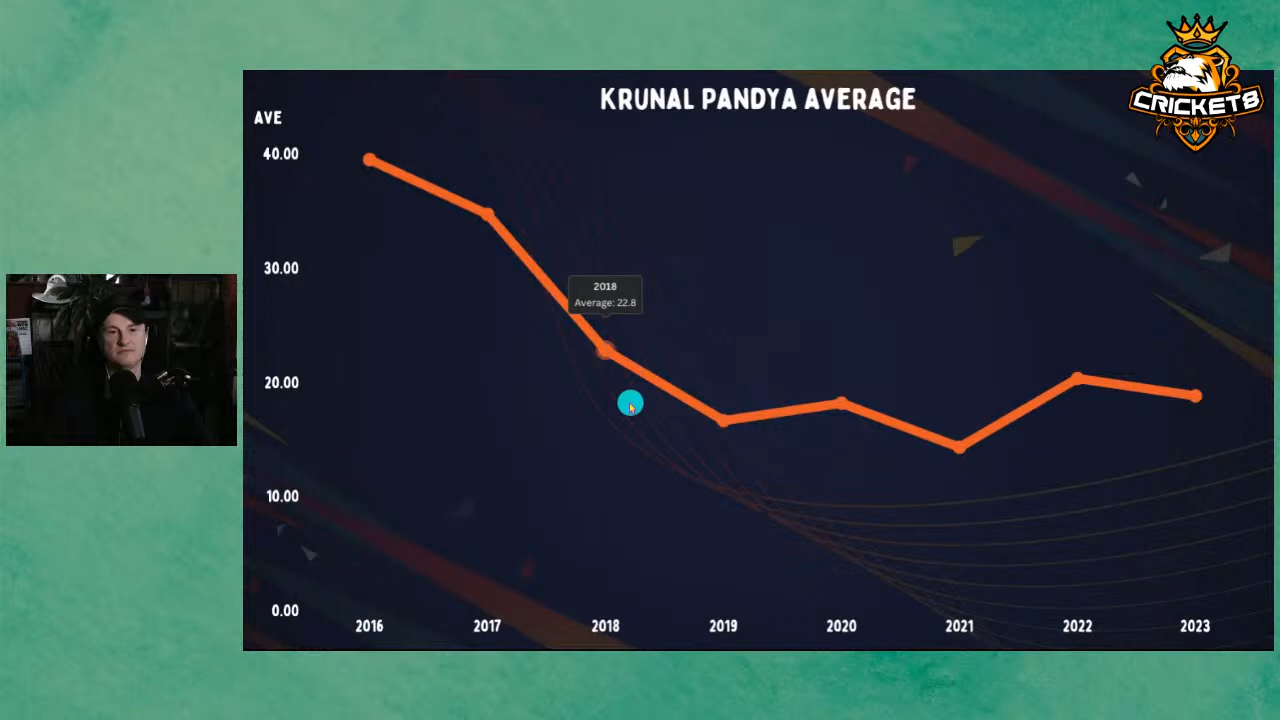 CRICKET8
KRUNAL PANDYA AVERAGE
AVE
40.00
30.00
20.00
10.00
0.00
2018
Average: 22.8
2016 2017 2018 2019 2020 2021 2022 2023